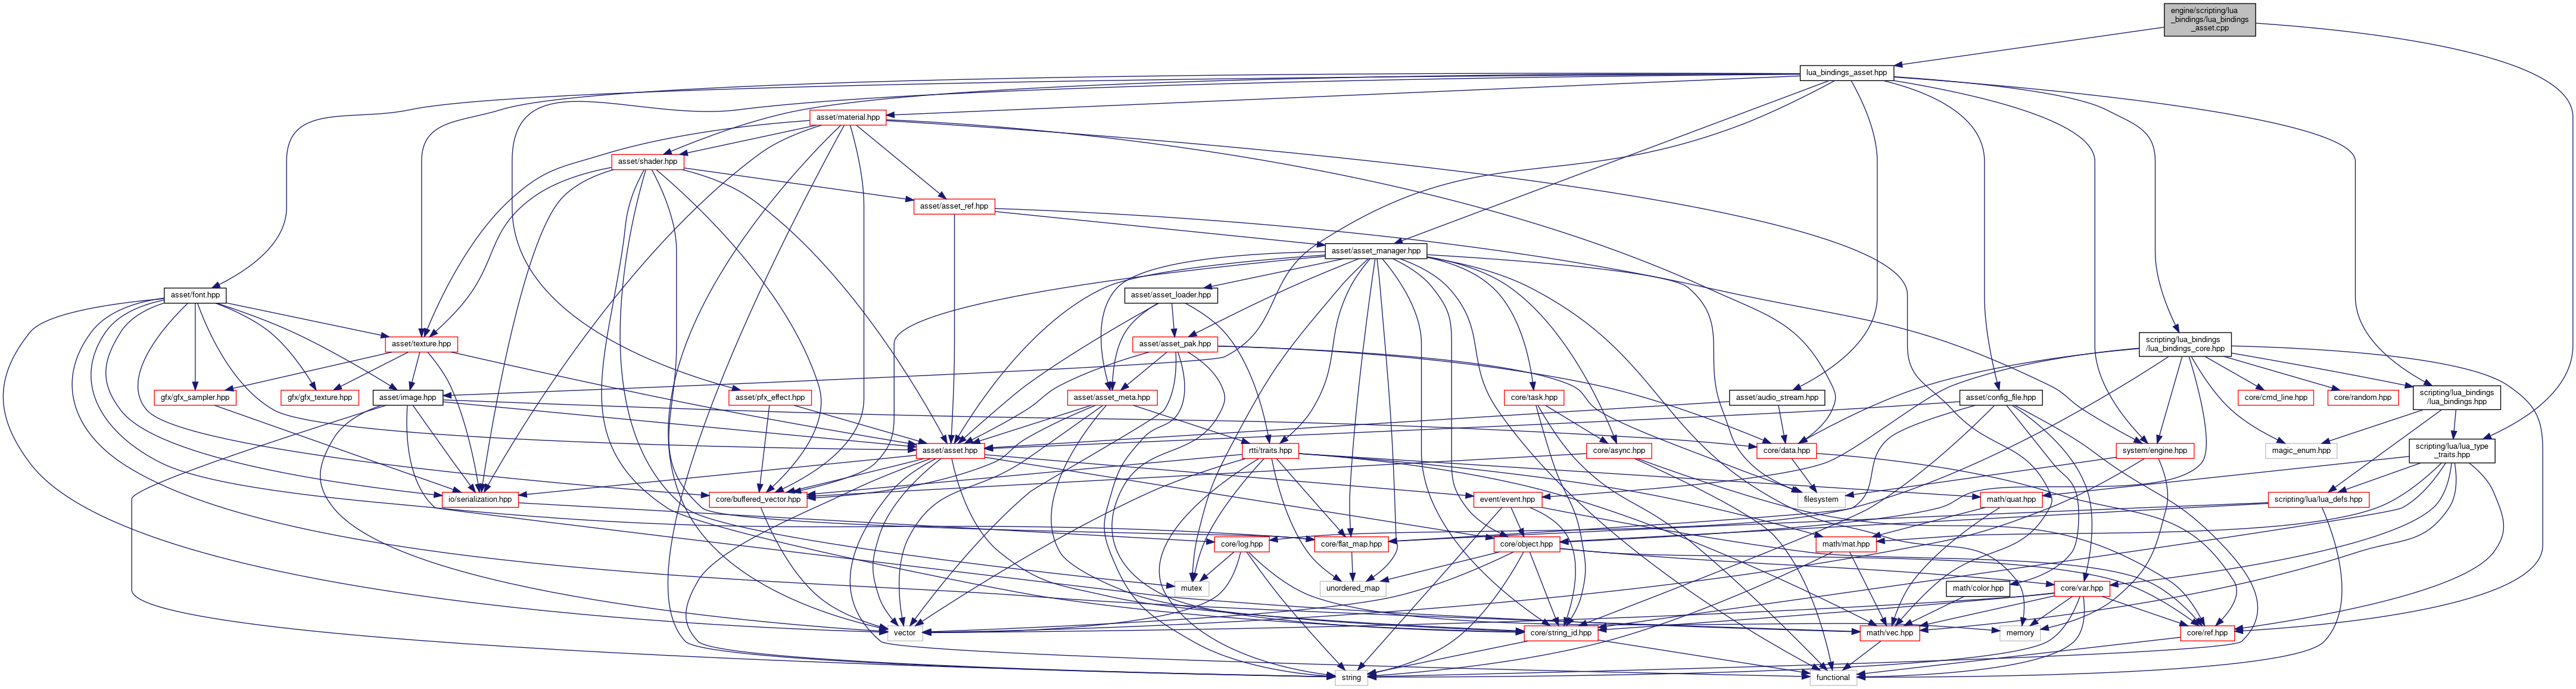 engine/scripting/lua
_bindings/lua_bindings
_asset.cpp
lua_bindings_asset.hpp
asset/material.hpp
asset/shader.hpp
asset/asset_ref.hpp
asset/asset_manager.hpp
asset/font.hpp
asset/asset_loader.hpp
asset/texture.hpp
asset/asset_pak.hpp
scripting/lua_bindings
/lua_bindings_core.hpp
gfx/gfx_sampler.hpp
gfx/gfx_texture.hpp
asset/image.hpp
asset/pfx_effect.hpp
asset/asset_meta.hpp
core/task.hpp
asset/audio_stream.hpp
asset/config_file.hpp
core/cmd_line.hpp
core/random.hpp
scripting/lua_bindings
/lua_bindings.hpp
asset/asset.hpp
rtti/traits.hpp
core/async.hpp
core/data.hpp
system/engine.hpp
magic_enum.hpp
scripting/lua/lua_type
_traits.hpp
io/serialization.hpp
core/buffered_vector.hpp
event/event.hpp
filesystem
math/quat.hpp
scripting/lua/lua_defs.hpp
core/log.hpp
core/flat_map.hpp
core/object.hpp
math/mat.hpp
mutex
unordered_map
math/color.hpp
core/var.hpp
vector
core/string_id.hpp
math/vec.hpp
memory
core/ref.hpp
string
functional